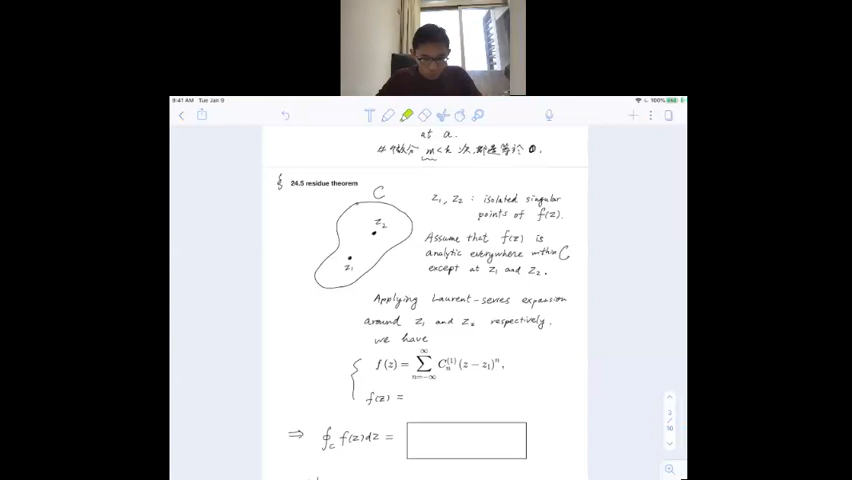 9:41 AM Tue Jan 9
100%
at a.
次,都是等於 0.
§ 24.5 residue theorem
C
z₂
z₁
z₁, z₂ : isolated singular
points of f(z).
Assume that f(z) is
analytic everywhere within C
except at z₁ and z₂.
Applying Laurent-series expansion
around z₁ and z₂ respectively,
we have
f(z) = ∑_{n=-∞}^{∞} C_n^{(1)} (z − z₁)^n,
f(z) =
⇒ ∮_C f(z)dz =
3
/
10